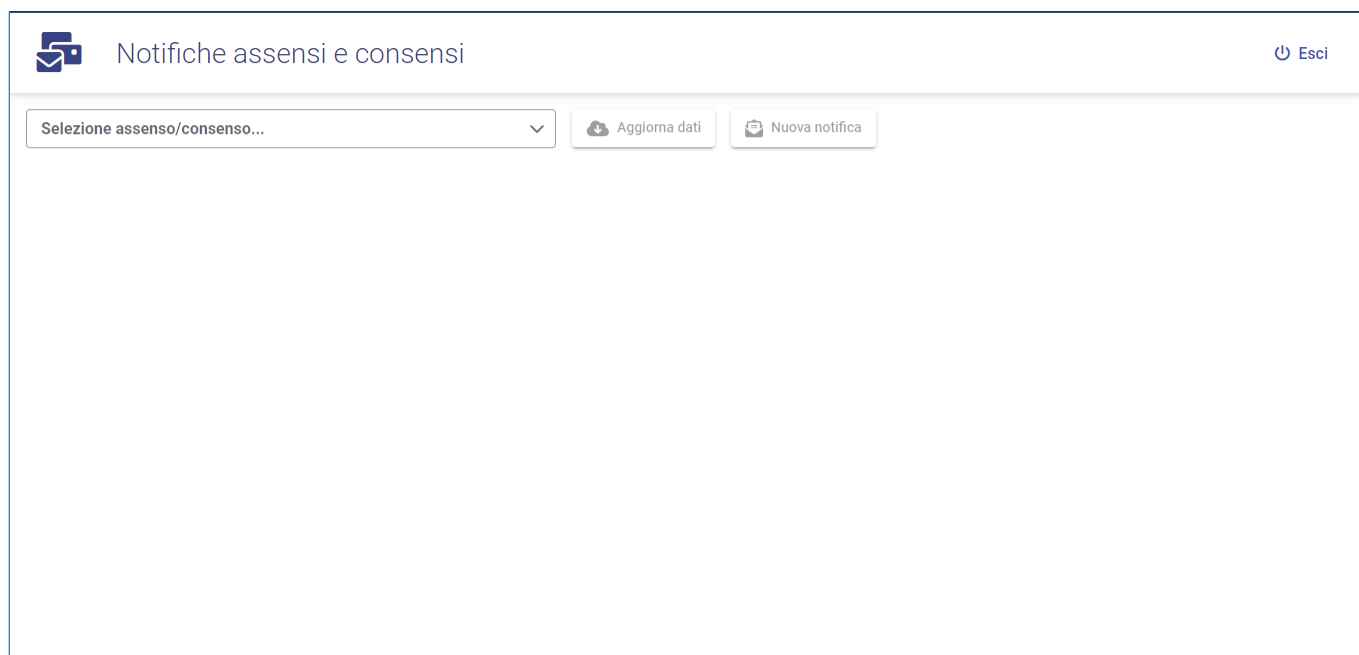 Notifiche assensi e consensi
Esci
Selezione assenso/consenso...
Aggiorna dati
Nuova notifica